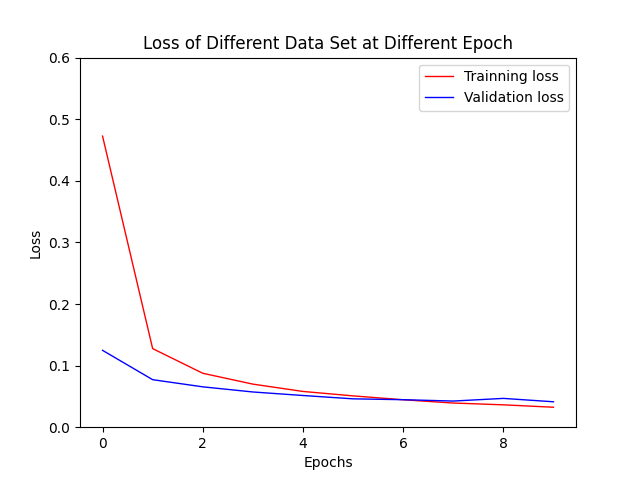 Loss of Different Data Set at Different Epoch
Trainning loss
Validation loss
0.6
0.5
0.4
0.3
0.2
0.1
0.0
Loss
0 2 4 6 8
Epochs